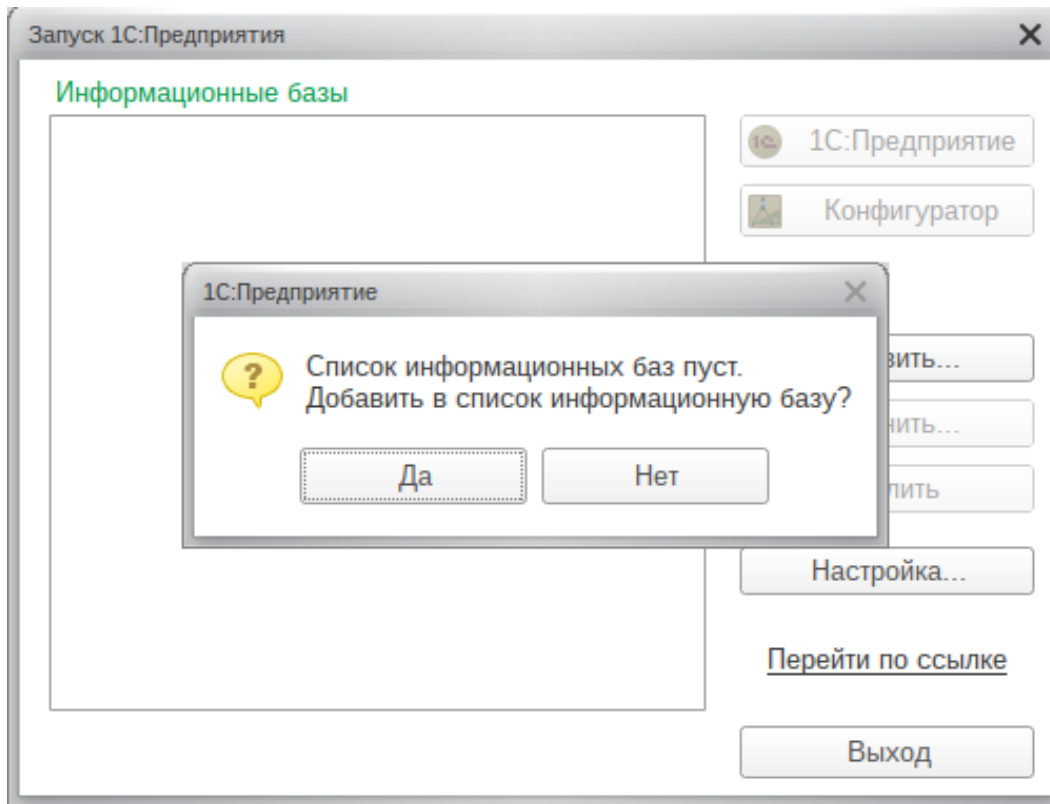 Запуск 1С:Предприятия
Информационные базы
1С:Предприятие
Конфигуратор
1С:Предприятие
Список информационных баз пуст.
Добавить в список информационную базу?
Да
Нет
Настройка...
Перейти по ссылке
Выход